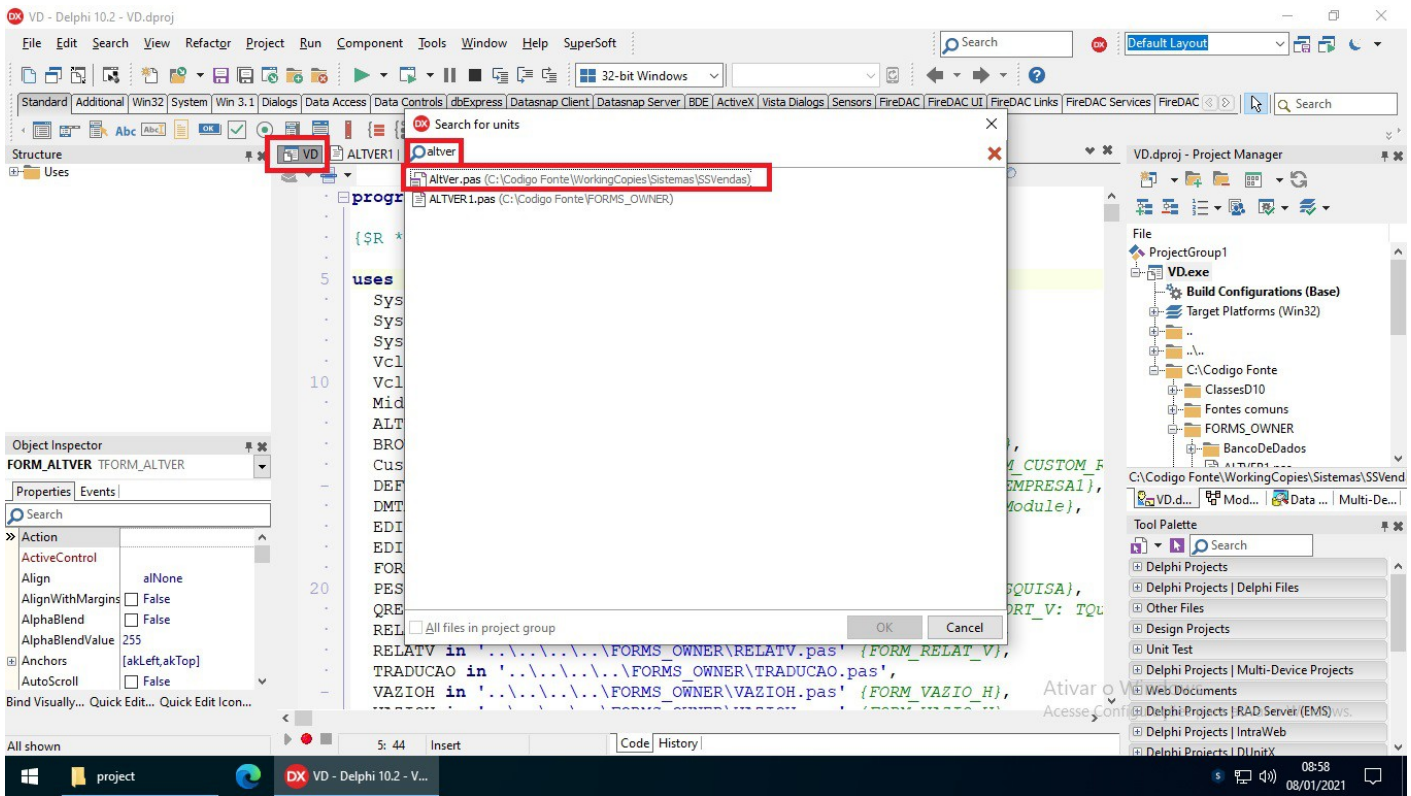 VD - Delphi 10.2 - VD.dproj
File Edit Search View Refactor Project Run Component Tools Window Help SuperSoft
Search
Default Layout
32-bit Windows
Standard Additional Win32 System Win 3.1 Dialogs Data Access Data Controls dbExpress Datasnap Client Datasnap Server BDE ActiveX Vista Dialogs Sensors FireDAC FireDAC UI FireDAC Links FireDAC Services FireDAC
Search
Abc
Structure
Uses
VD
ALTVER1
Search for units
altver
AltVer.pas (C:\Codigo Fonte\WorkingCopies\Sistemas\SSVendas)
ALTVER1.pas (C:\Codigo Fonte\FORMS_OWNER)
All files in project group
OK
Cancel
progr
{$R *
5 uses
Sys
Sys
Sys
Vcl
10 Vcl
Mid
ALT
BRO },
Cus M_CUSTOM_R
DEF EMPRESA1},
DMT Module},
EDI
EDI
FOR
20 PES SQUISA},
QRE ORT_V: TQu
REL
RELATV in '..\..\..\..\FORMS_OWNER\RELATV.pas' {FORM_RELAT_V},
TRADUCAO in '..\..\..\..\FORMS_OWNER\TRADUCAO.pas',
VAZIOH in '..\..\..\..\FORMS_OWNER\VAZIOH.pas' {FORM_VAZIO_H},
5: 44 Insert
Code History
Object Inspector
FORM_ALTVER TFORM_ALTVER
Properties Events
Search
Action
ActiveControl
Align alNone
AlignWithMargins False
AlphaBlend False
AlphaBlendValue 255
Anchors [akLeft,akTop]
AutoScroll False
Bind Visually... Quick Edit... Quick Edit Icon...
All shown
VD.dproj - Project Manager
File
ProjectGroup1
VD.exe
Build Configurations (Base)
Target Platforms (Win32)
..
..\..
C:\Codigo Fonte
ClassesD10
Fontes comuns
FORMS_OWNER
BancoDeDados
C:\Codigo Fonte\WorkingCopies\Sistemas\SSVend
VD.d... Mod... Data ... Multi-De...
Tool Palette
Search
Delphi Projects
Delphi Projects | Delphi Files
Other Files
Design Projects
Unit Test
Delphi Projects | Multi-Device Projects
Web Documents
Delphi Projects | RAD Server (EMS)
Delphi Projects | IntraWeb
Delphi Projects | DUnitX
Ativar o
project
DX VD - Delphi 10.2 - V...
08:58
08/01/2021